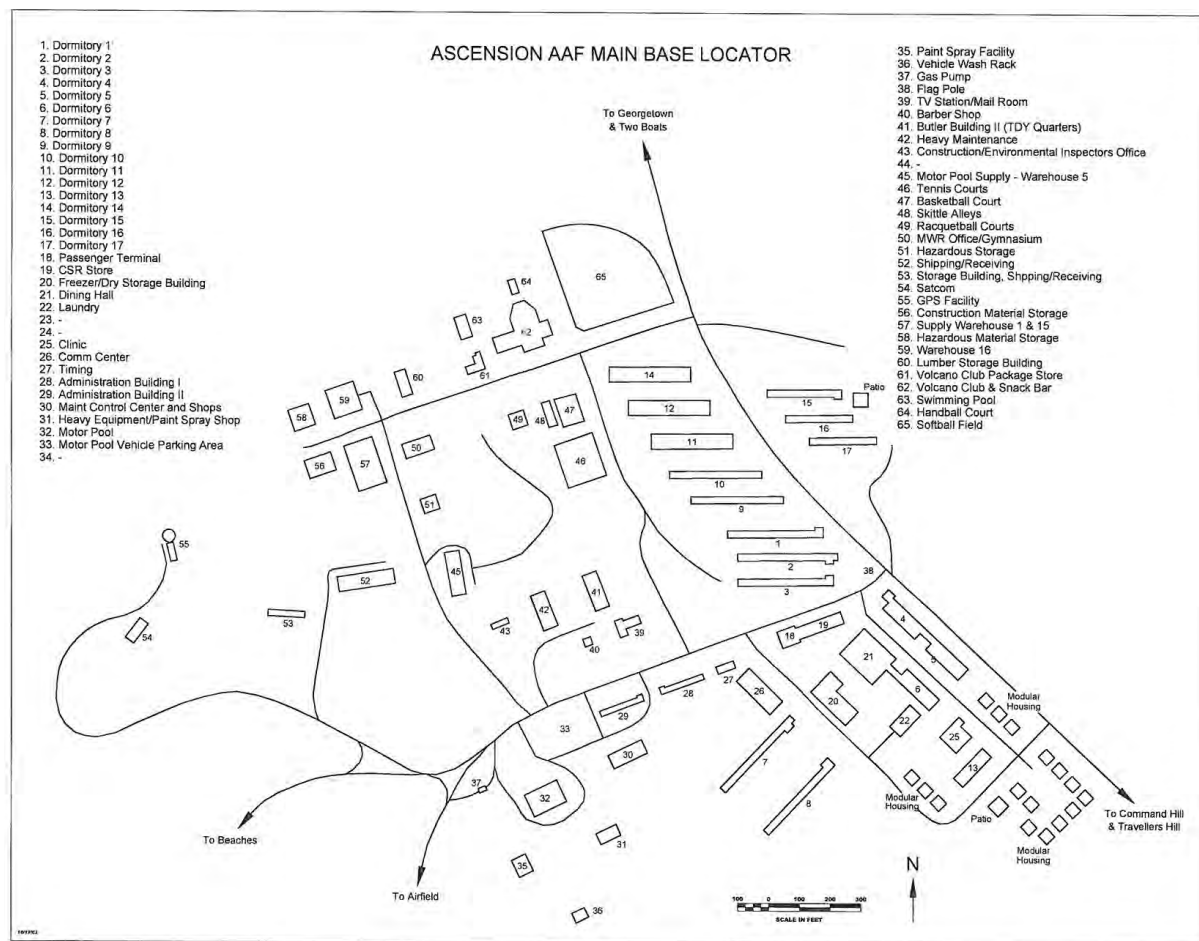 ASCENSION AAF MAIN BASE LOCATOR
1. Dormitory 1
2. Dormitory 2
3. Dormitory 3
4. Dormitory 4
5. Dormitory 5
6. Dormitory 6
7. Dormitory 7
8. Dormitory 8
9. Dormitory 9
10. Dormitory 10
11. Dormitory 11
12. Dormitory 12
13. Dormitory 13
14. Dormitory 14
15. Dormitory 15
16. Dormitory 16
17. Dormitory 17
18. Passenger Terminal
19. CSR Store
20. Freezer/Dry Storage Building
21. Dining Hall
22. Laundry
23. -
24. -
25. Clinic
26. Comm Center
27. Timing
28. Administration Building I
29. Administration Building II
30. Maint Control Center and Shops
31. Heavy Equipment/Paint Spray Shop
32. Motor Pool
33. Motor Pool Vehicle Parking Area
34. -
35. Paint Spray Facility
36. Vehicle Wash Rack
37. Gas Pump
38. Flag Pole
39. TV Station/Mail Room
40. Barber Shop
41. Butler Building II (TDY Quarters)
42. Heavy Maintenance
43. Construction/Environmental Inspectors Office
44. -
45. Motor Pool Supply - Warehouse 5
46. Tennis Courts
47. Basketball Court
48. Skittle Alleys
49. Racquetball Courts
50. MWR Office/Gymnasium
51. Hazardous Storage
52. Shipping/Receiving
53. Storage Building, Shpping/Receiving
54. Satcom
55. GPS Facility
56. Construction Material Storage
57. Supply Warehouse 1 & 15
58. Hazardous Material Storage
59. Warehouse 16
60. Lumber Storage Building
61. Volcano Club Package Store
62. Volcano Club & Snack Bar
63. Swimming Pool
64. Handball Court
65. Softball Field
To Georgetown
& Two Boats
65
64
63
62
61
60
59
58
14
15
Patio
12
16
17
47
48
49
11
50
46
56
57
10
9
51
1
2
3
38
55
45
52
41
42
43
39
40
53
54
4
5
18
19
21
6
20
22
25
13
26
27
28
29
33
30
7
8
37
32
31
35
36
Modular
Housing
Modular
Housing
Patio
Modular
Housing
To Command Hill
& Travellers Hill
To Beaches
To Airfield
N
100 0 100 200 300
SCALE IN FEET